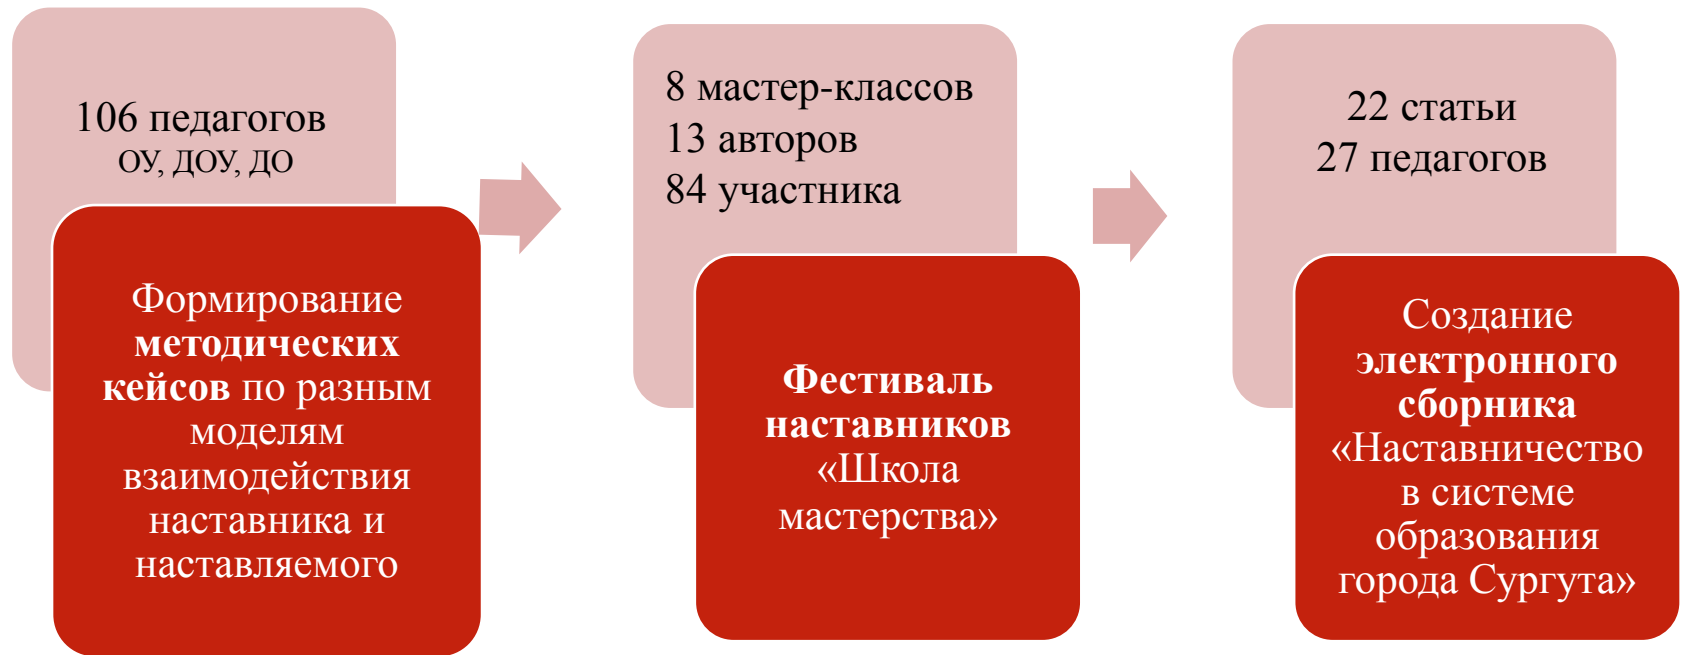 106 педагогов
ОУ, ДОУ, ДО
Формирование
методических
кейсов по разным
моделям
взаимодействия
наставника и
наставляемого
8 мастер-классов
13 авторов
84 участника
Фестиваль
наставников
«Школа
мастерства»
22 статьи
27 педагогов
Создание
электронного
сборника
«Наставничество
в системе
образования
города Сургута»